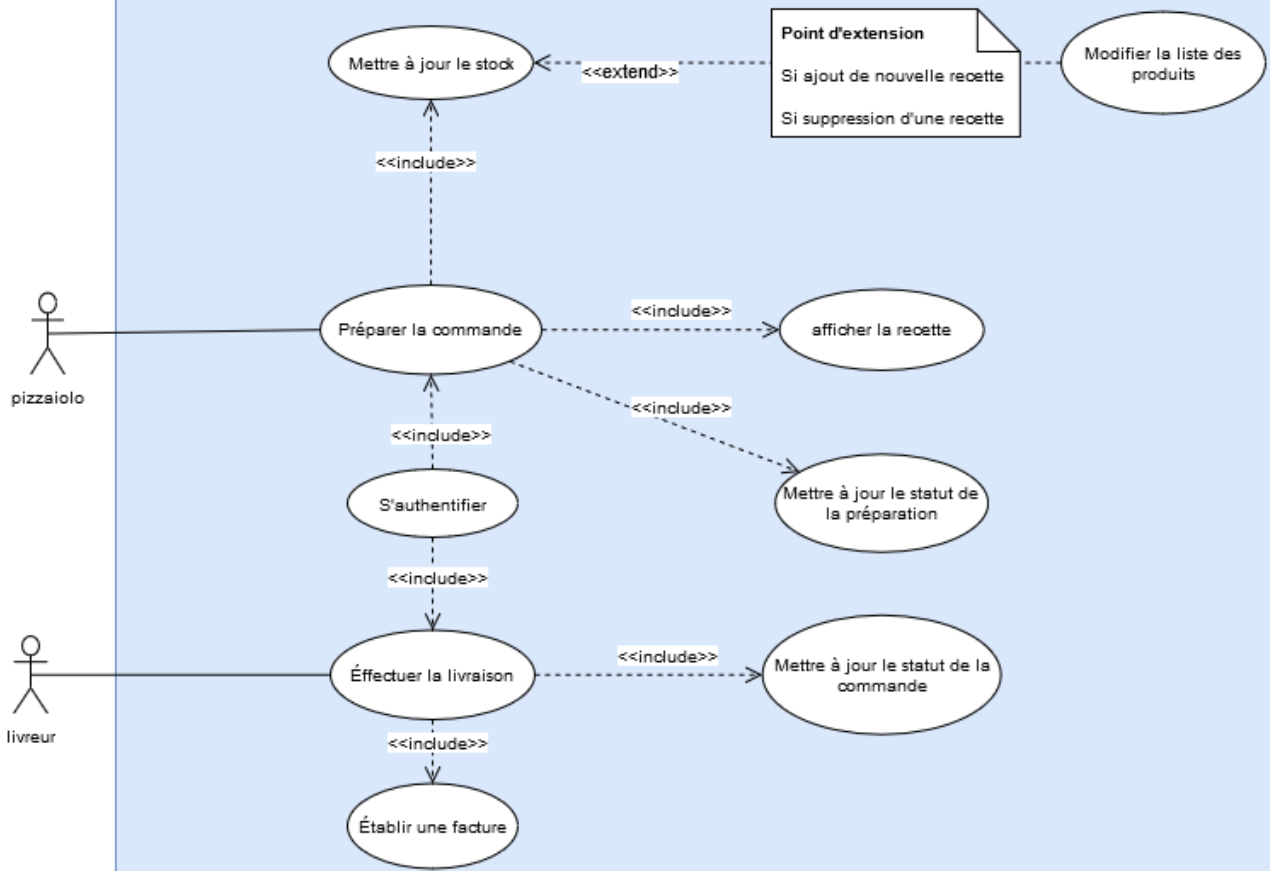 Point d'extension
Si ajout de nouvelle recette
Si suppression d'une recette
Modifier la liste des
produits
Mettre à jour le stock
<<extend>>
<<include>>
Préparer la commande
<<include>>
afficher la recette
pizzaiolo
<<include>>
<<include>>
S'authentifier
Mettre à jour le statut de
la préparation
<<include>>
Éffectuer la livraison
<<include>>
Mettre à jour le statut de la
commande
livreur
<<include>>
Établir une facture